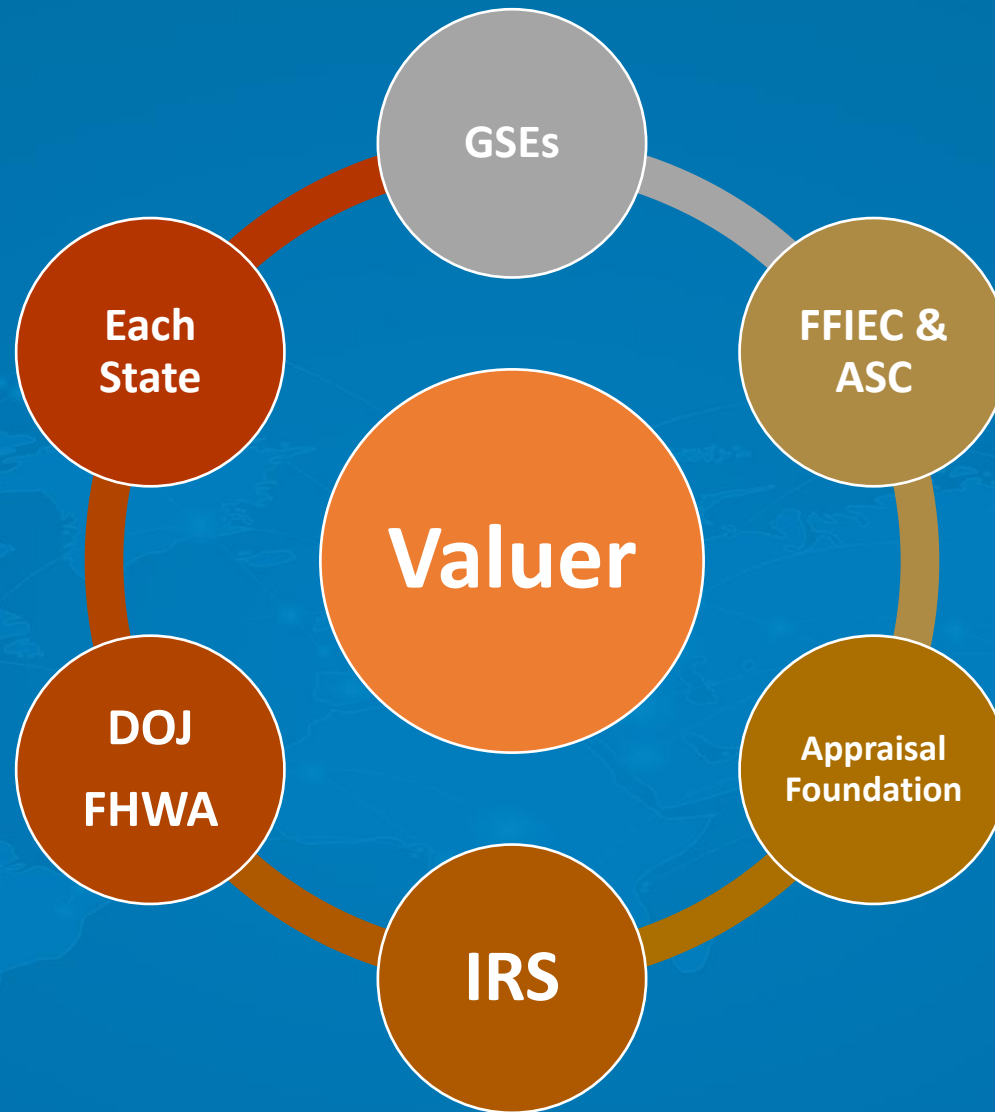 GSEs
FFIEC &
ASC
Appraisal
Foundation
IRS
DOJ
FHWA
Each
State
Valuer